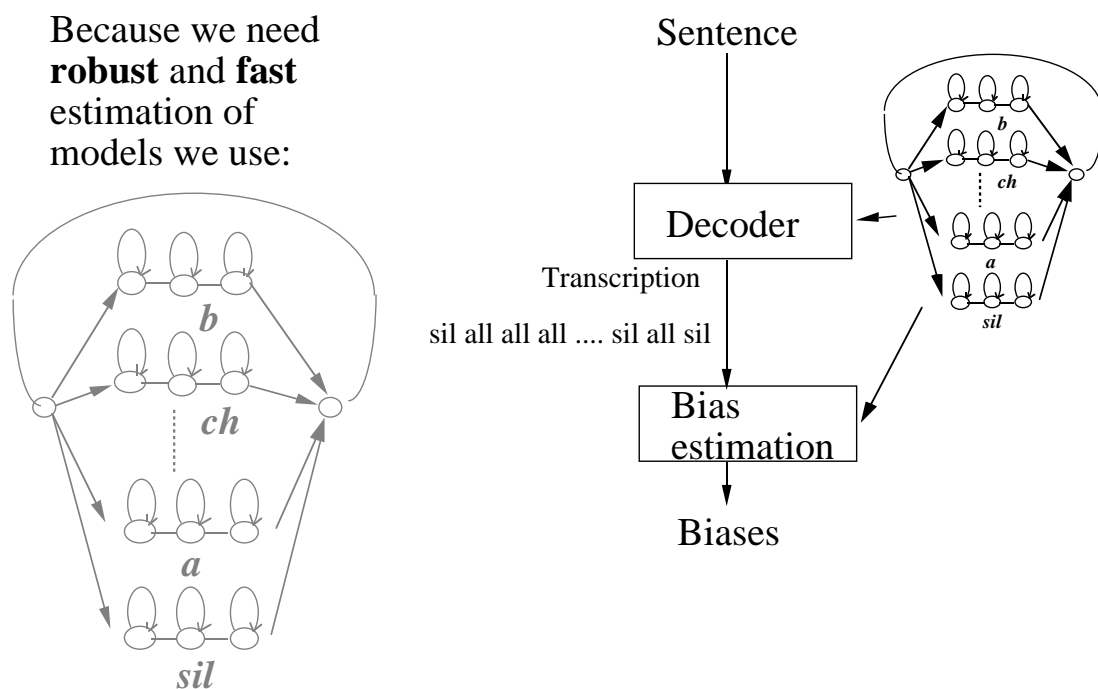 Because we need
robust and fast
estimation of
models we use:
b
ch
a
sil
Sentence
b
ch
a
sil
Decoder
Transcription
sil all all all .... sil all sil
Bias
estimation
Biases